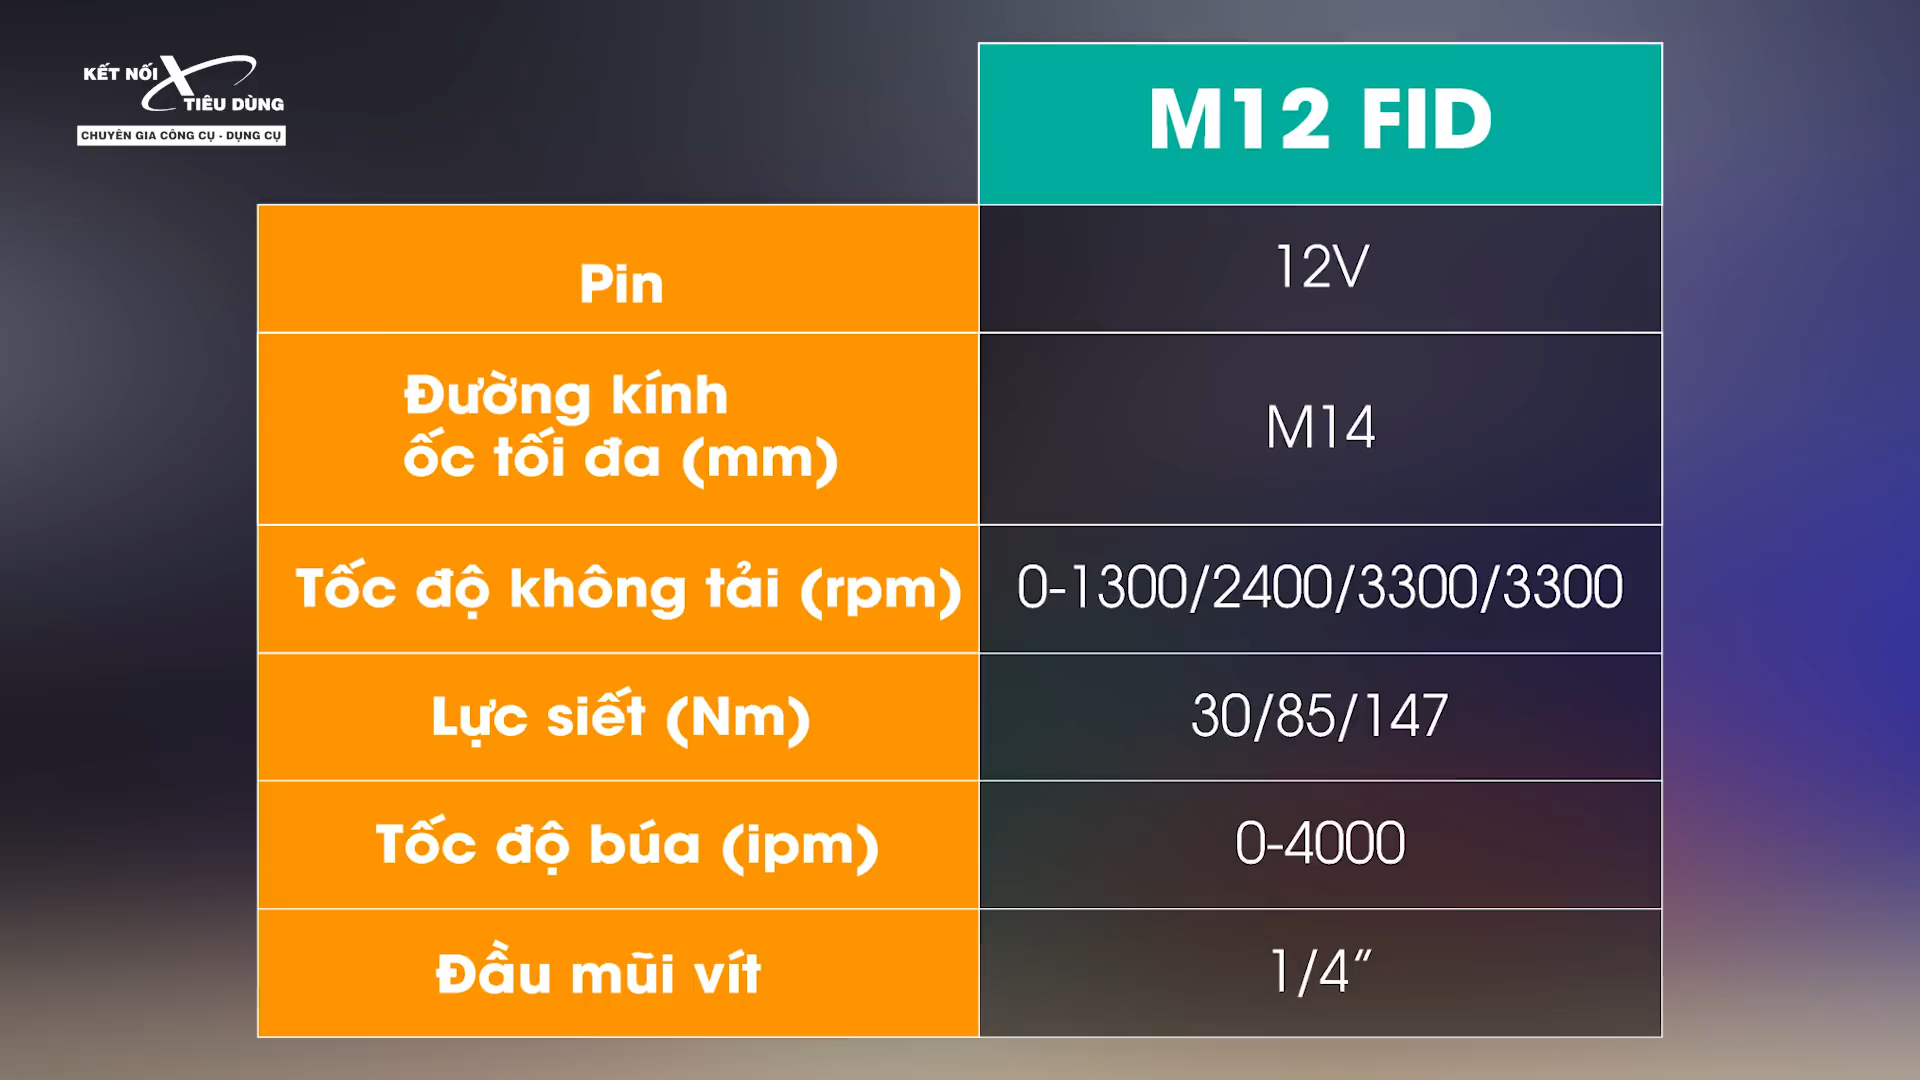 KẾT NỐI
TIÊU DÙNG
CHUYÊN GIA CÔNG CỤ - DỤNG CỤ
M12 FID
Pin
12V
Đường kính
ốc tối đa (mm)
M14
Tốc độ không tải (rpm)
0-1300/2400/3300/3300
Lực siết (Nm)
30/85/147
Tốc độ búa (ipm)
0-4000
Đầu mũi vít
1/4”